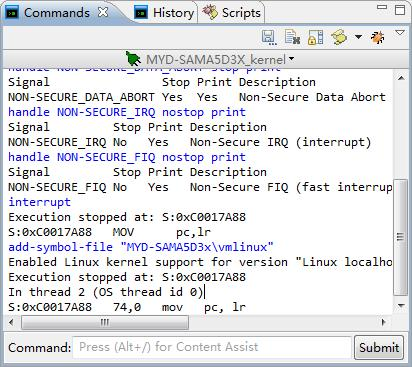 Commands
History
Scripts
MYD-SAMA5D3X_kernel
handle NON-SECURE_DATA_ABORT stop print
Signal Stop Print Description
NON-SECURE_DATA_ABORT Yes Yes Non-Secure Data Abort
handle NON-SECURE_IRQ nostop print
Signal Stop Print Description
NON-SECURE_IRQ No Yes Non-Secure IRQ (interrupt)
handle NON-SECURE_FIQ nostop print
Signal Stop Print Description
NON-SECURE_FIQ No Yes Non-Secure FIQ (fast interrup
interrupt
Execution stopped at: S:0xC0017A88
S:0xC0017A88 MOV pc,lr
add-symbol-file "MYD-SAMA5D3x\vmlinux"
Enabled Linux kernel support for version "Linux localho
Execution stopped at: S:0xC0017A88
In thread 2 (OS thread id 0)
S:0xC0017A88 74,0 mov pc, lr
Command: Press (Alt+/) for Content Assist Submit